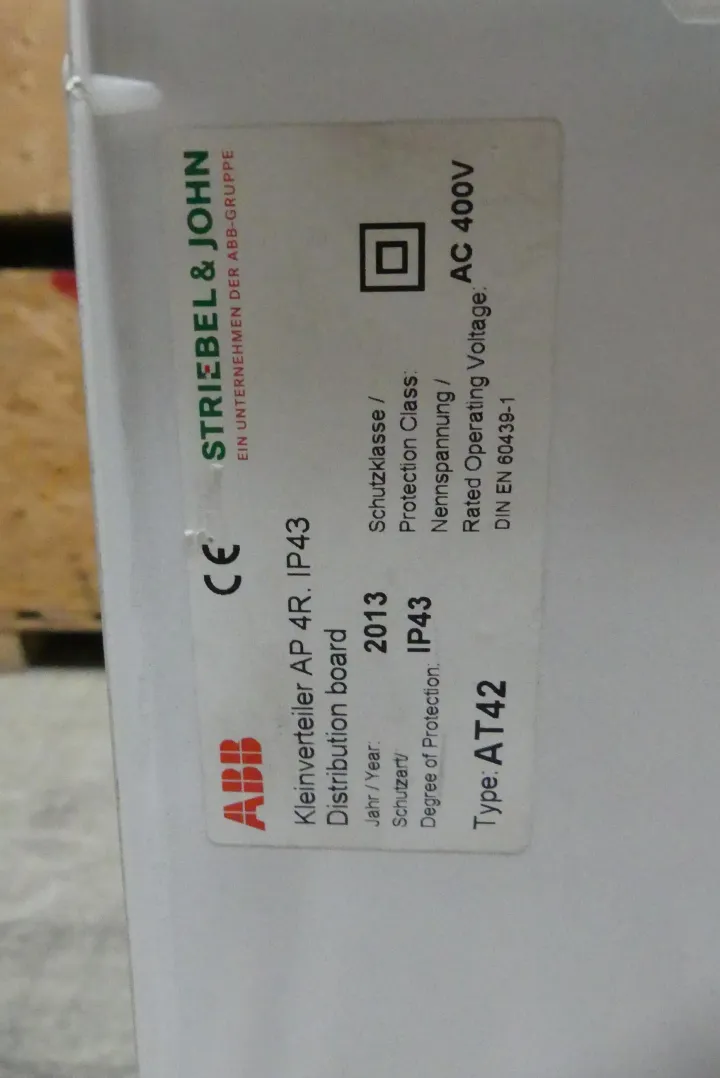 ABB
CE
STRIEBEL & JOHN
EIN UNTERNEHMEN DER ABB-GRUPPE
Kleinverteiler AP 4R. IP43
Distribution board
Jahr / Year: 2013
Schutzart/
Degree of Protection: IP43
Type: AT42
Schutzklasse /
Protection Class:
Nennspannung /
Rated Operating Voltage: AC 400V
DIN EN 60439-1